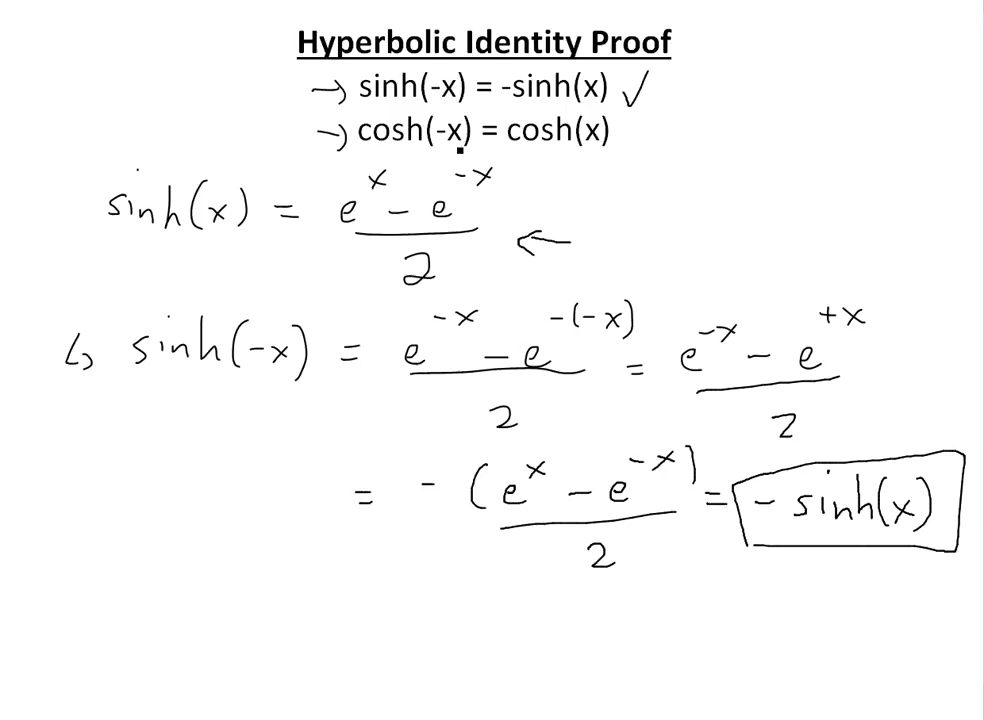 Hyperbolic Identity Proof
→ sinh(-x) = -sinh(x) ✓
→ cosh(-x) = cosh(x)
sinh(x) = (e^x - e^-x)/2 ←
↳ sinh(-x) = (e^-x - e^-(-x))/2 = (e^-x - e^+x)/2
= - (e^x - e^-x)/2 = - sinh(x)